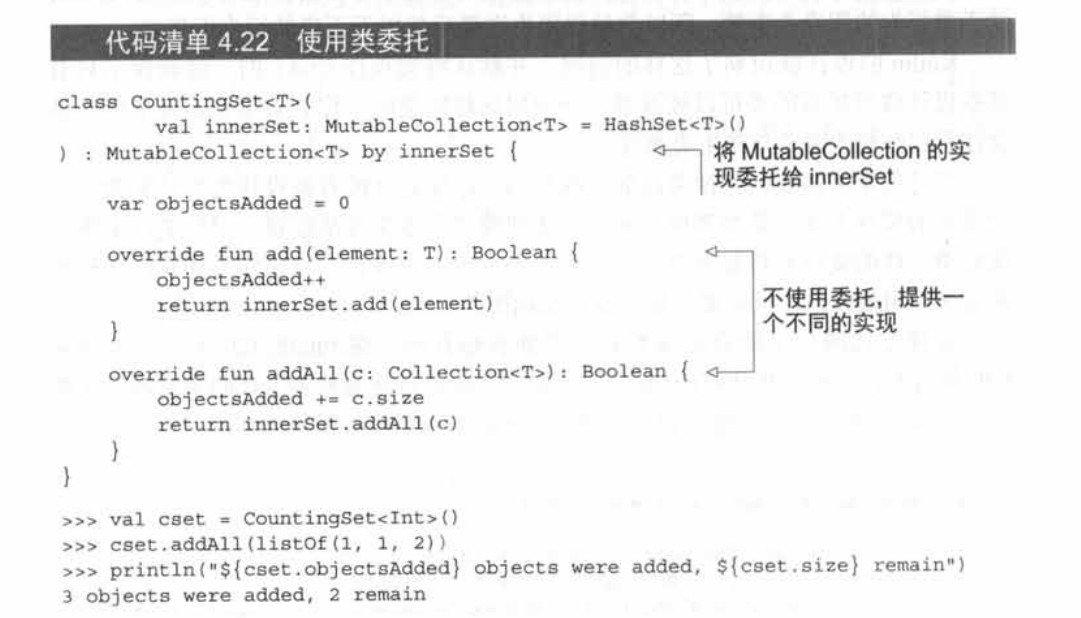 代码清单 4.22 使用类委托
class CountingSet<T>(
        val innerSet: MutableCollection<T> = HashSet<T>()
) : MutableCollection<T> by innerSet {
将 MutableCollection 的实
现委托给 innerSet
    var objectsAdded = 0
    override fun add(element: T): Boolean {
        objectsAdded++
        return innerSet.add(element)
    }
不使用委托，提供一
个不同的实现
    override fun addAll(c: Collection<T>): Boolean {
        objectsAdded += c.size
        return innerSet.addAll(c)
    }
}
>>> val cset = CountingSet<Int>()
>>> cset.addAll(listOf(1, 1, 2))
>>> println("${cset.objectsAdded} objects were added, ${cset.size} remain")
3 objects were added, 2 remain